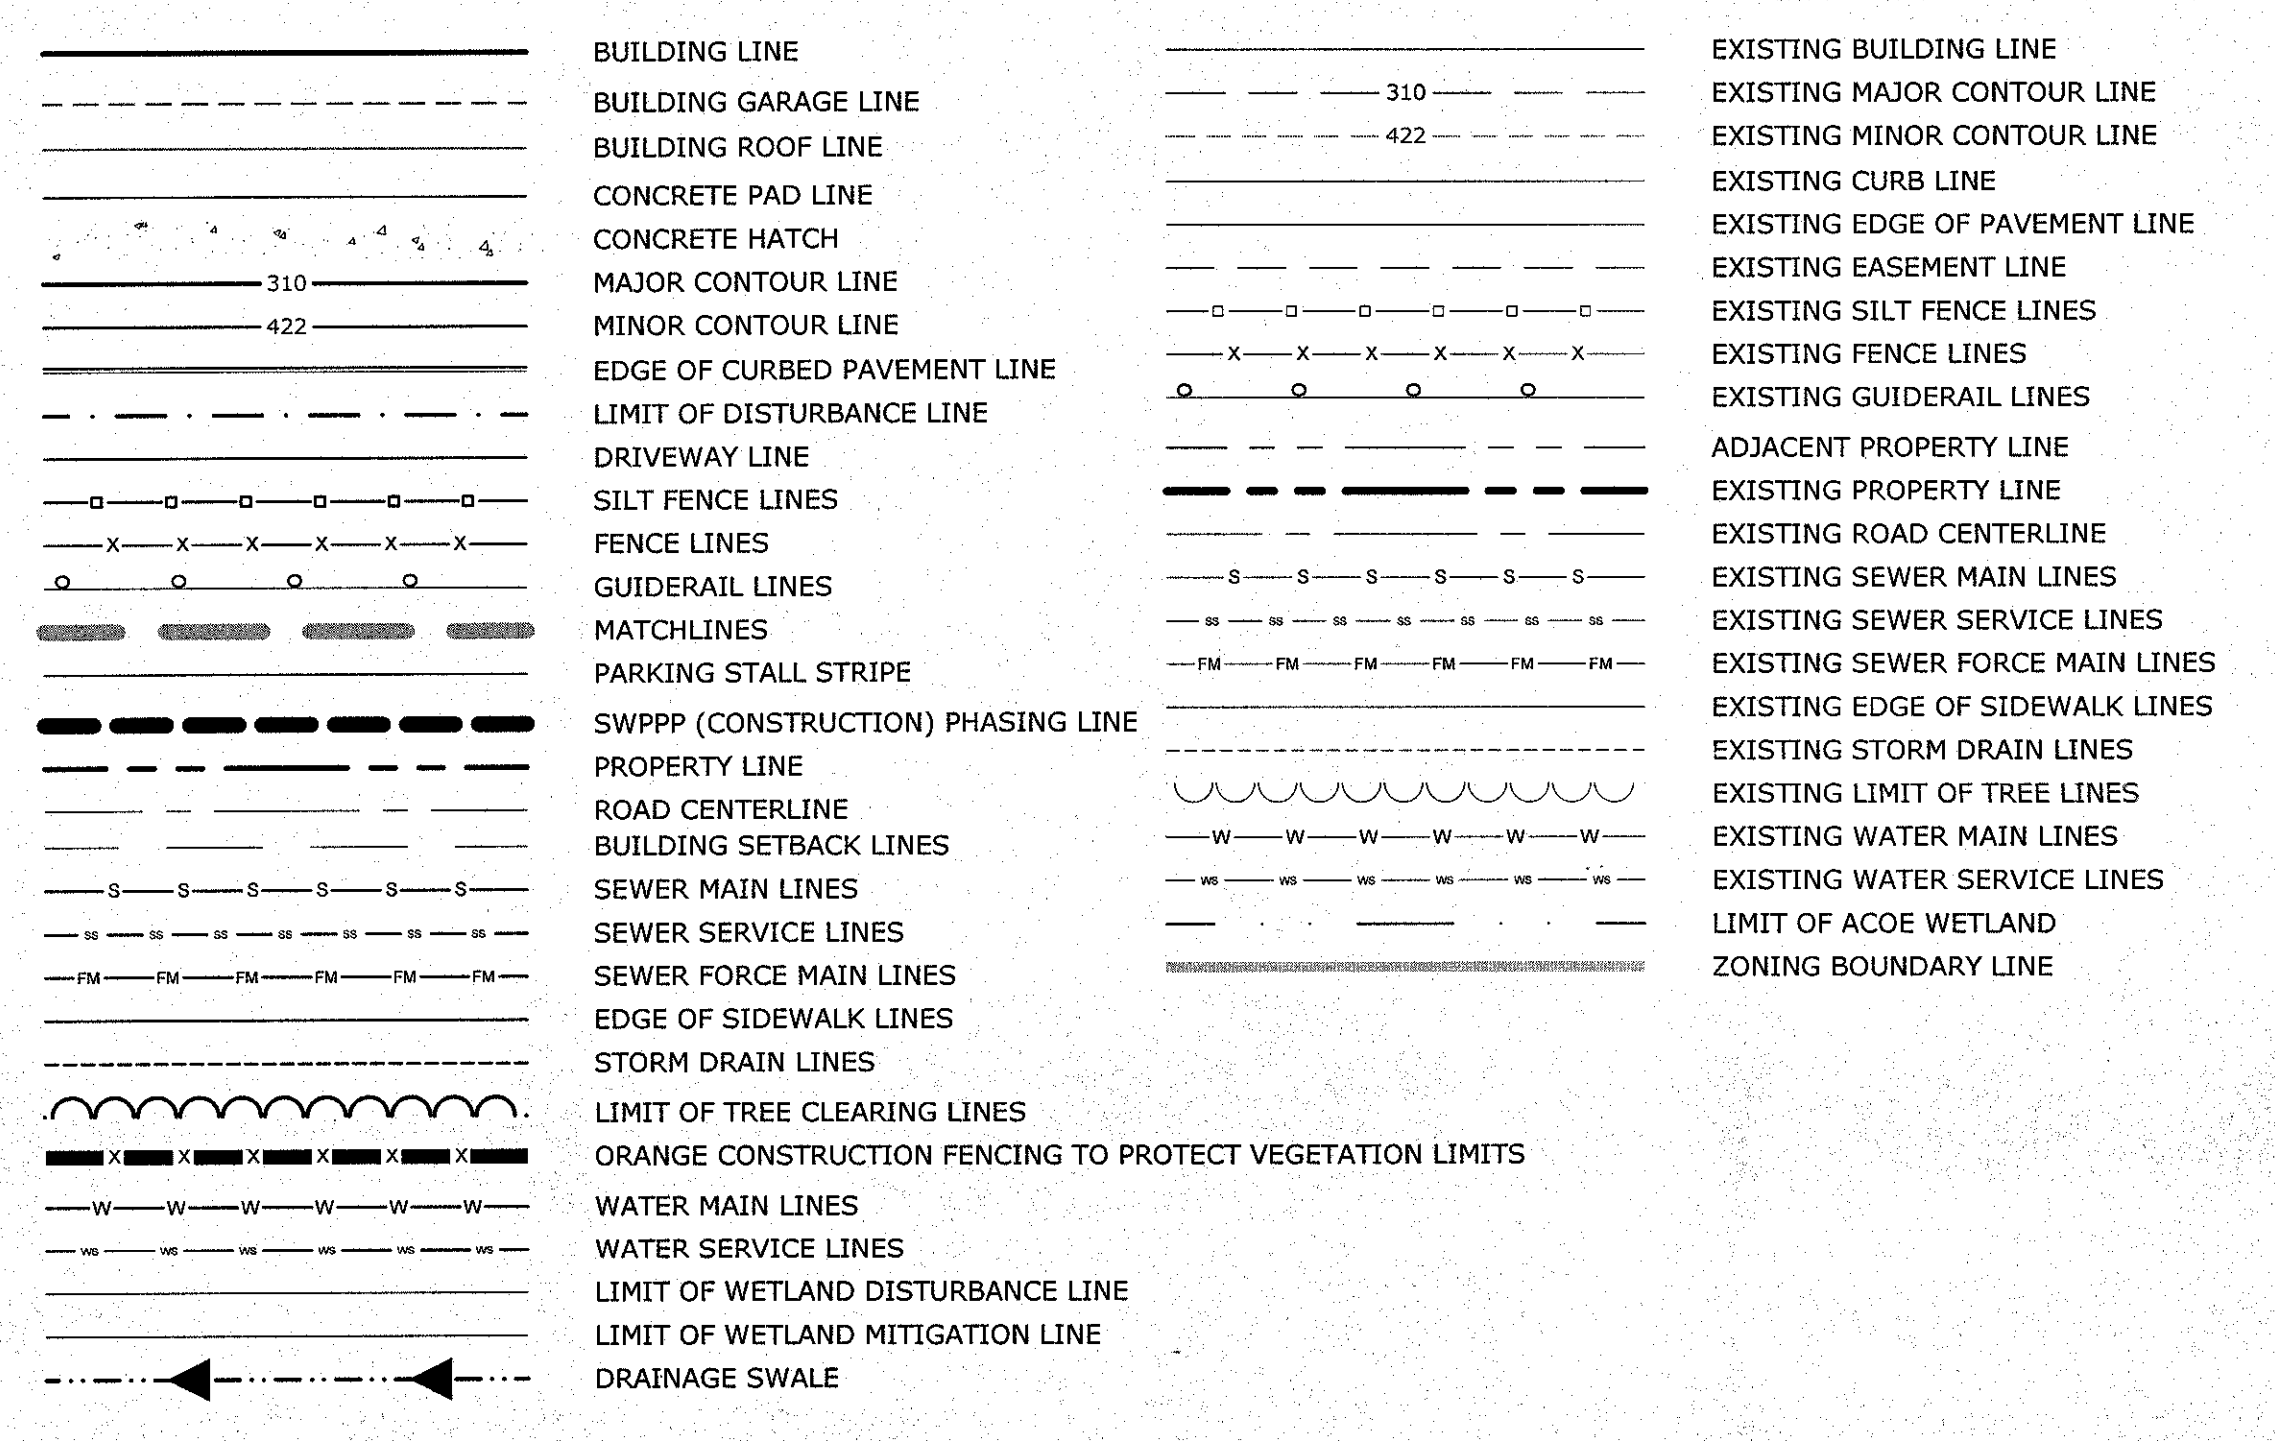 BUILDING LINE
BUILDING GARAGE LINE
BUILDING ROOF LINE
CONCRETE PAD LINE
CONCRETE HATCH
310 MAJOR CONTOUR LINE
422 MINOR CONTOUR LINE
EDGE OF CURBED PAVEMENT LINE
LIMIT OF DISTURBANCE LINE
DRIVEWAY LINE
SILT FENCE LINES
X X X X X X FENCE LINES
GUIDERAIL LINES
MATCHLINES
PARKING STALL STRIPE
SWPPP (CONSTRUCTION) PHASING LINE
PROPERTY LINE
ROAD CENTERLINE
BUILDING SETBACK LINES
S S S S S S SEWER MAIN LINES
SS SS SS SS SS SS SS SEWER SERVICE LINES
FM FM FM FM FM FM SEWER FORCE MAIN LINES
EDGE OF SIDEWALK LINES
STORM DRAIN LINES
LIMIT OF TREE CLEARING LINES
X X X X X X ORANGE CONSTRUCTION FENCING TO PROTECT VEGETATION LIMITS
W W W W W W WATER MAIN LINES
WS WS WS WS WS WS WATER SERVICE LINES
LIMIT OF WETLAND DISTURBANCE LINE
LIMIT OF WETLAND MITIGATION LINE
DRAINAGE SWALE
EXISTING BUILDING LINE
310 EXISTING MAJOR CONTOUR LINE
422 EXISTING MINOR CONTOUR LINE
EXISTING CURB LINE
EXISTING EDGE OF PAVEMENT LINE
EXISTING EASEMENT LINE
EXISTING SILT FENCE LINES
X X X X X X EXISTING FENCE LINES
EXISTING GUIDERAIL LINES
ADJACENT PROPERTY LINE
EXISTING PROPERTY LINE
EXISTING ROAD CENTERLINE
S S S S S S EXISTING SEWER MAIN LINES
SS SS SS SS SS SS SS EXISTING SEWER SERVICE LINES
FM FM FM FM FM FM EXISTING SEWER FORCE MAIN LINES
EXISTING EDGE OF SIDEWALK LINES
EXISTING STORM DRAIN LINES
EXISTING LIMIT OF TREE LINES
W W W W W W EXISTING WATER MAIN LINES
WS WS WS WS WS WS EXISTING WATER SERVICE LINES
LIMIT OF ACOE WETLAND
ZONING BOUNDARY LINE